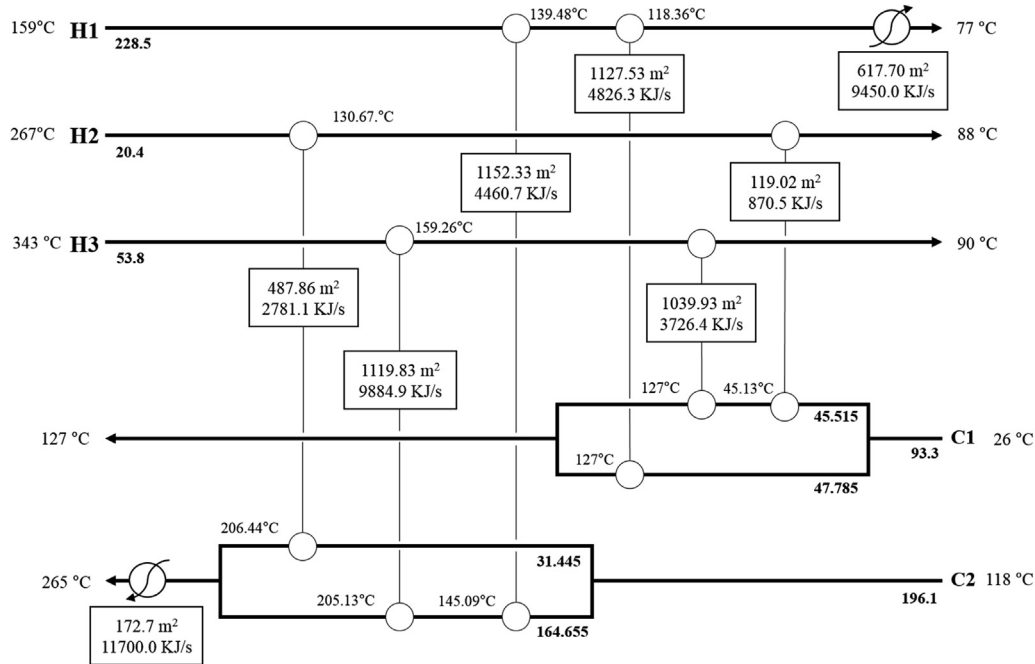 159°C H1 228.5 139.48°C 118.36°C 77 °C
1127.53 m²
4826.3 KJ/s
617.70 m²
9450.0 KJ/s
267°C H2 20.4 130.67.°C 88 °C
1152.33 m²
4460.7 KJ/s
119.02 m²
870.5 KJ/s
343 °C H3 53.8 159.26°C 90 °C
487.86 m²
2781.1 KJ/s
1039.93 m²
3726.4 KJ/s
1119.83 m²
9884.9 KJ/s
127°C 45.13°C 45.515
127 °C C1 93.3 26 °C
127°C 47.785
206.44°C 31.445
265 °C C2 196.1 118 °C
205.13°C 145.09°C 164.655
172.7 m²
11700.0 KJ/s